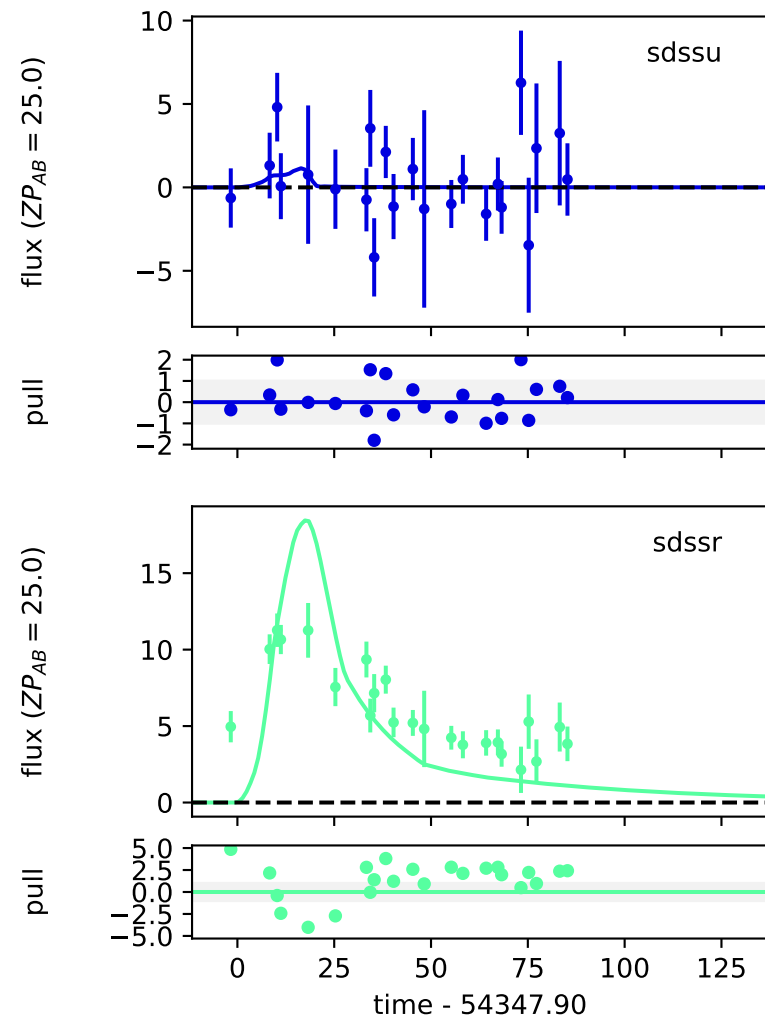 10
sdssu
5
0
−5
flux (ZP_AB = 25.0)
2
1
0
−1
−2
pull
sdssr
15
10
5
0
flux (ZP_AB = 25.0)
5.0
2.5
0.0
−2.5
−5.0
pull
0 25 50 75 100 125
time - 54347.90